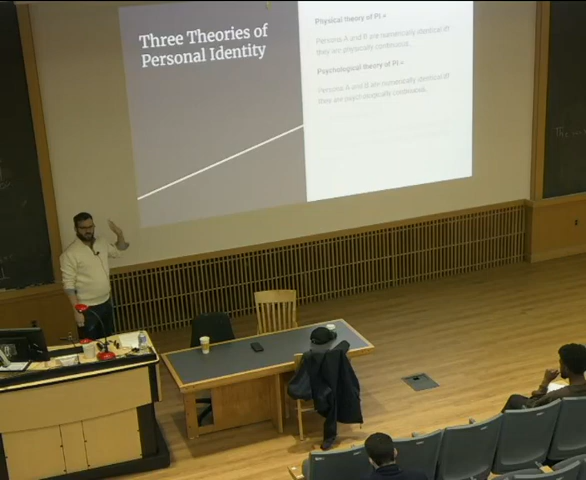 Three Theories of
Personal Identity
Physical theory of PI =
Persons A and B are numerically identical iff
they are physically continuous.
Psychological theory of PI =
Persons A and B are numerically identical iff
they are psychologically continuous.